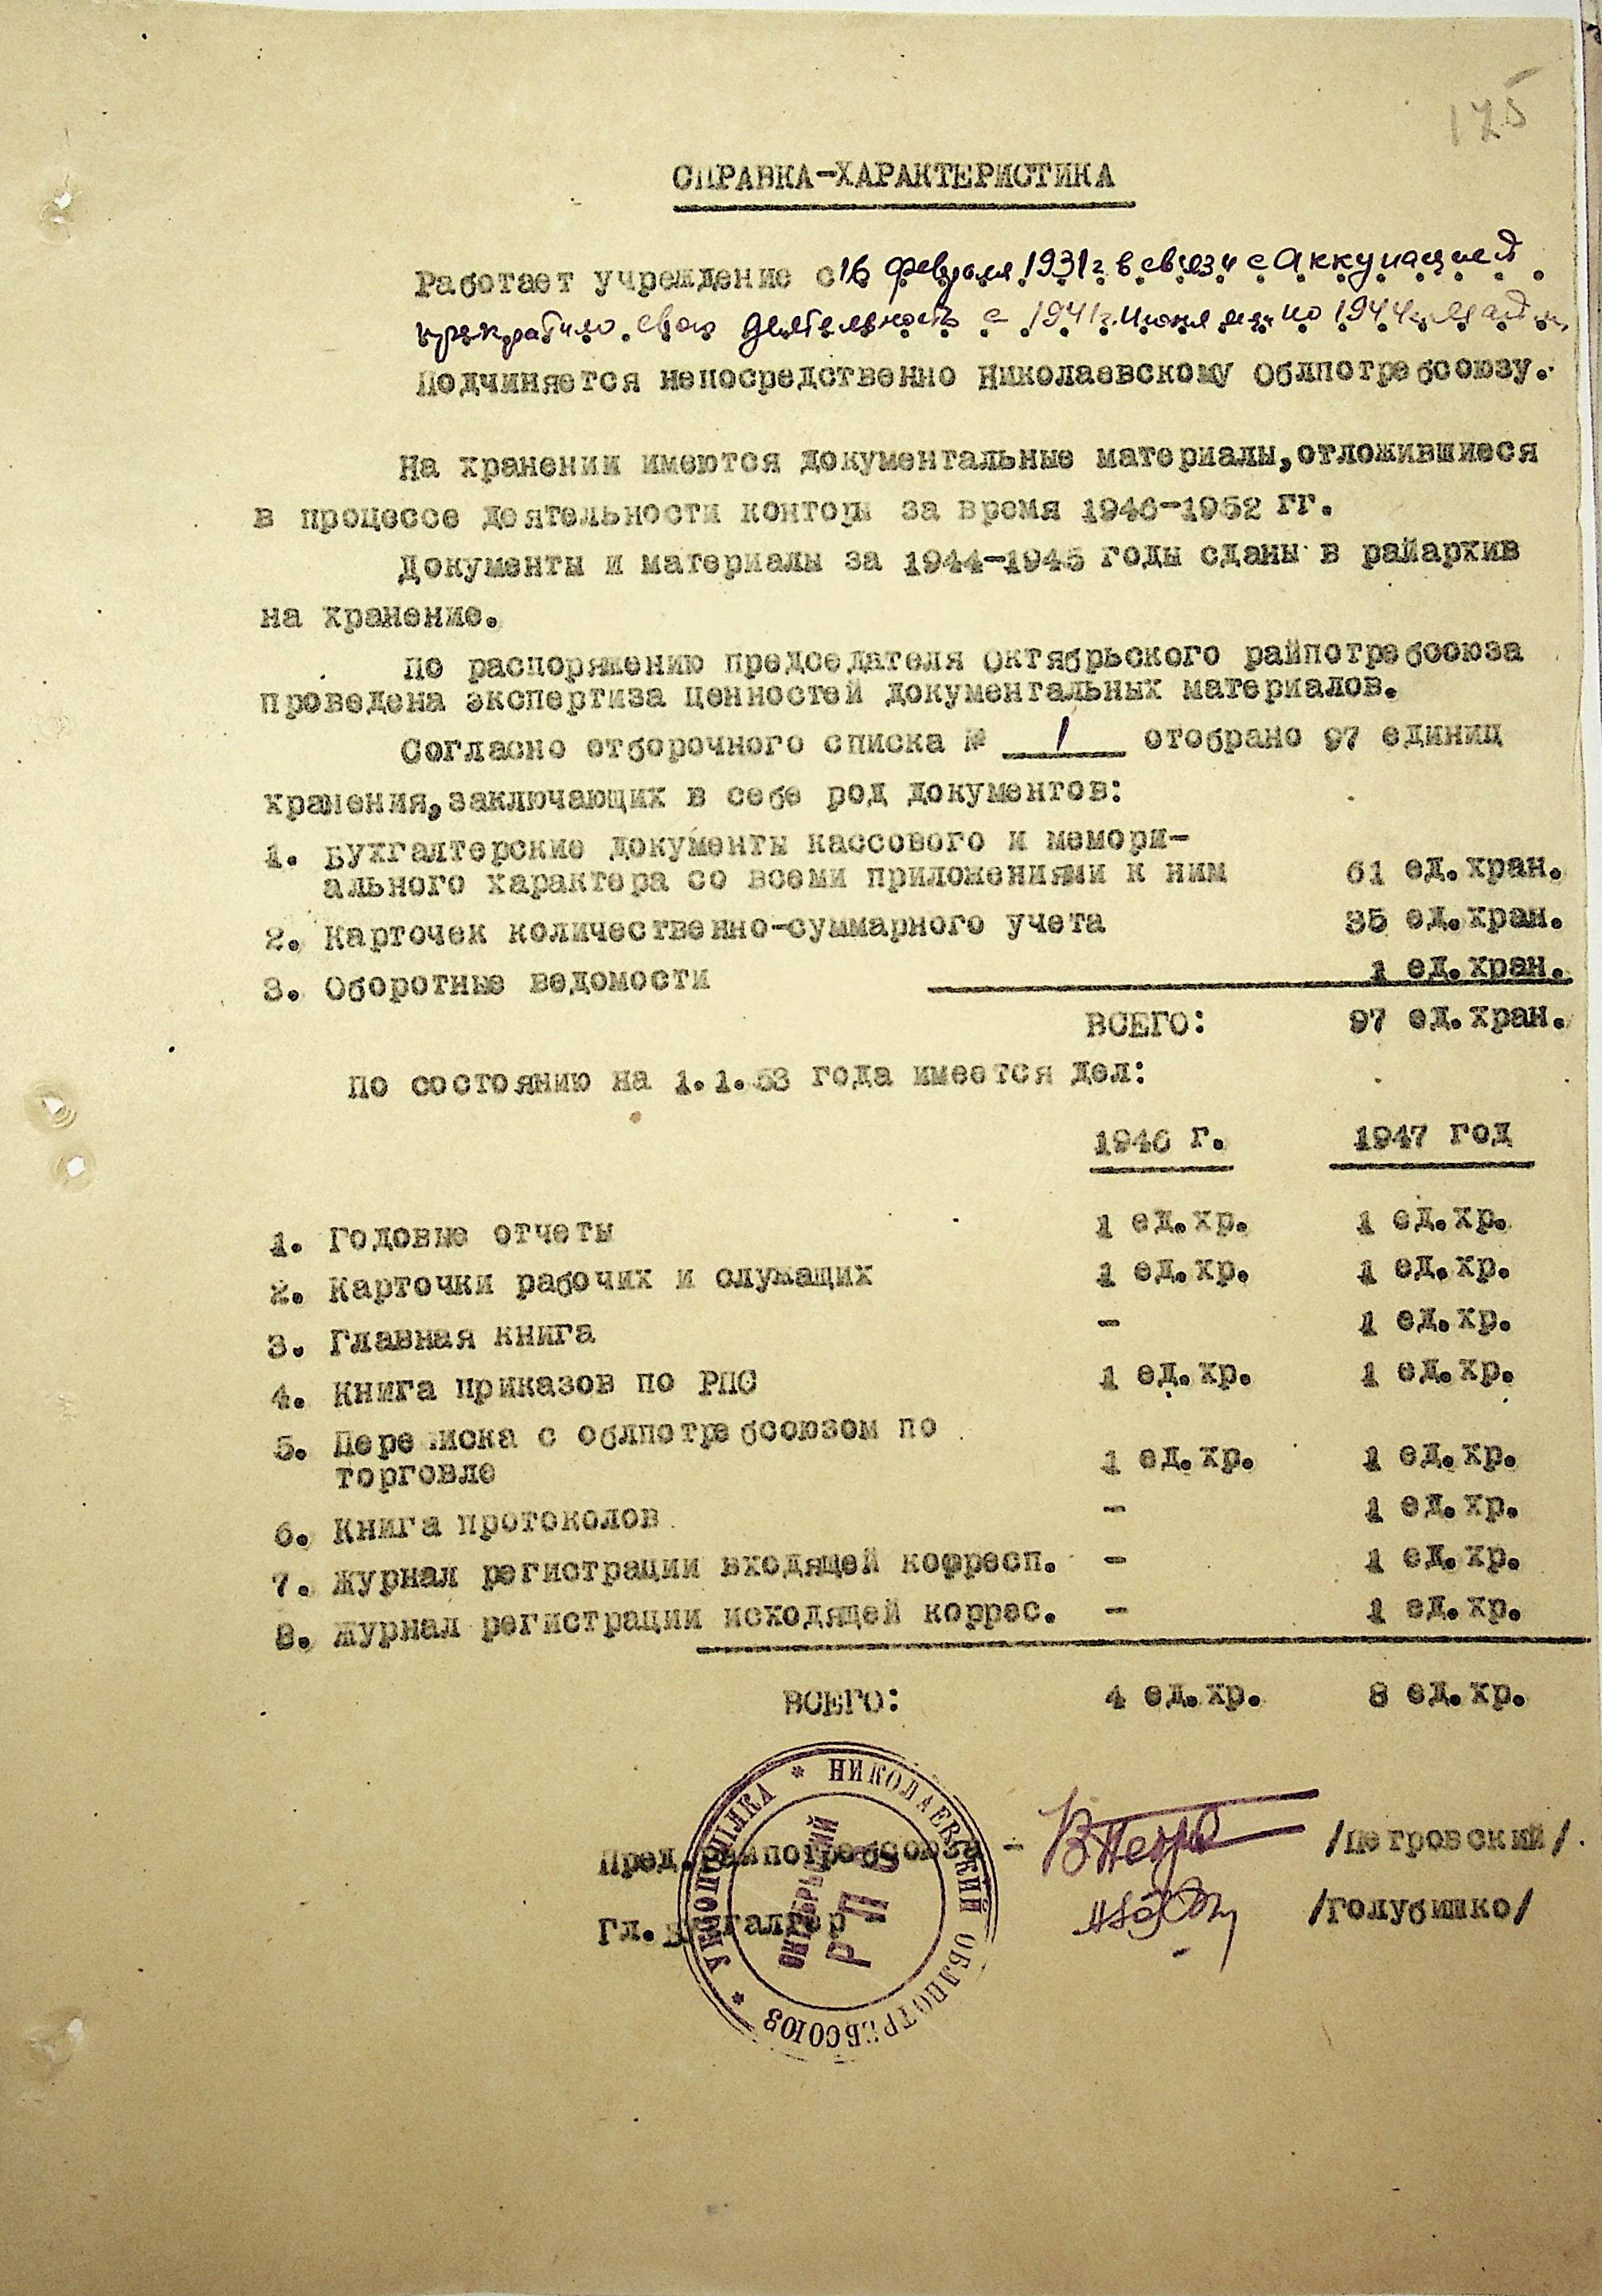 175
СПРАВКА-ХАРАКТЕРИСТИКА
Работает учреждение с 16 февраля 1931 г. в связи с Аккупацией
прекратило свою деятельность с 1941 г. июня м-ц по 1944 г.
Подчиняется непосредственно Николаевскому Облпотребсоюзу.
На хранении имеются документальные материалы,отложившиеся
в процессе деятельности конторы за время 1946-1952 гг.
Документы и материалы за 1944-1945 годы сданы в райархив
на хранение.
По распоряжению председателя Октябрьского райпотребсоюза
проведена экспертиза ценностей документальных материалов.
Согласно отборочного списка № 1 отобрано 97 единиц
хранения,заключающих в себе род документов:
1. Бухгалтерские документы кассового и мемори-
ального характера со всеми приложениями к ним 61 ед.хран.
2. Карточек количественно-суммарного учета 35 ед.хран.
3. Оборотные ведомости 1 ед.хран.
ВСЕГО: 97 ед.хран.
По состоянию на 1.1.53 года имеется дел:
1946 г. 1947 год
1. Годовые отчеты 1 ед.хр. 1 ед.хр.
2. Карточки рабочих и служащих 1 ед.хр. 1 ед.хр.
3. Главная книга - 1 ед.хр.
4. Книга приказов по РПС 1 ед.хр. 1 ед.хр.
5. Переписка с облпотребсоюзом по
торговле 1 ед.хр. 1 ед.хр.
6. Книга протоколов - 1 ед.хр.
7. Журнал регистрации входящей кофресп. - 1 ед.хр.
8. Журнал регистрации исходящей коррес. - 1 ед.хр.
ВСЕГО: 4 ед.хр. 8 ед.хр.
Пред.райпотребсоюза - /Петровский/.
Гл.бухгалтер /Голубишко/
УКООПСПІЛКА * НИКОЛАЕВСКИЙ ОБЛПОТРЕБСОЮЗ *
ОКТЯБРЬСКИЙ
РПС